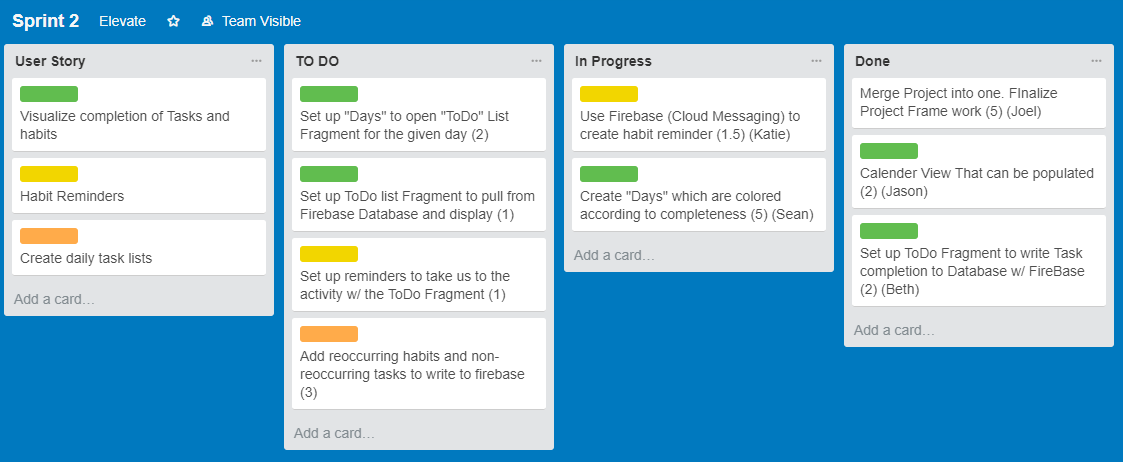 Sprint 2 Elevate Team Visible
User Story
Visualize completion of Tasks and
habits
Habit Reminders
Create daily task lists
Add a card…
TO DO
Set up "Days" to open "ToDo" List
Fragment for the given day (2)
Set up ToDo list Fragment to pull from
Firebase Database and display (1)
Set up reminders to take us to the
activity w/ the ToDo Fragment (1)
Add reoccurring habits and non-
reoccurring tasks to write to firebase
(3)
Add a card…
In Progress
Use Firebase (Cloud Messaging) to
create habit reminder (1.5) (Katie)
Create "Days" which are colored
according to completeness (5) (Sean)
Add a card…
Done
Merge Project into one. FInalize
Project Frame work (5) (Joel)
Calender View That can be populated
(2) (Jason)
Set up ToDo Fragment to write Task
completion to Database w/ FireBase
(2) (Beth)
Add a card…